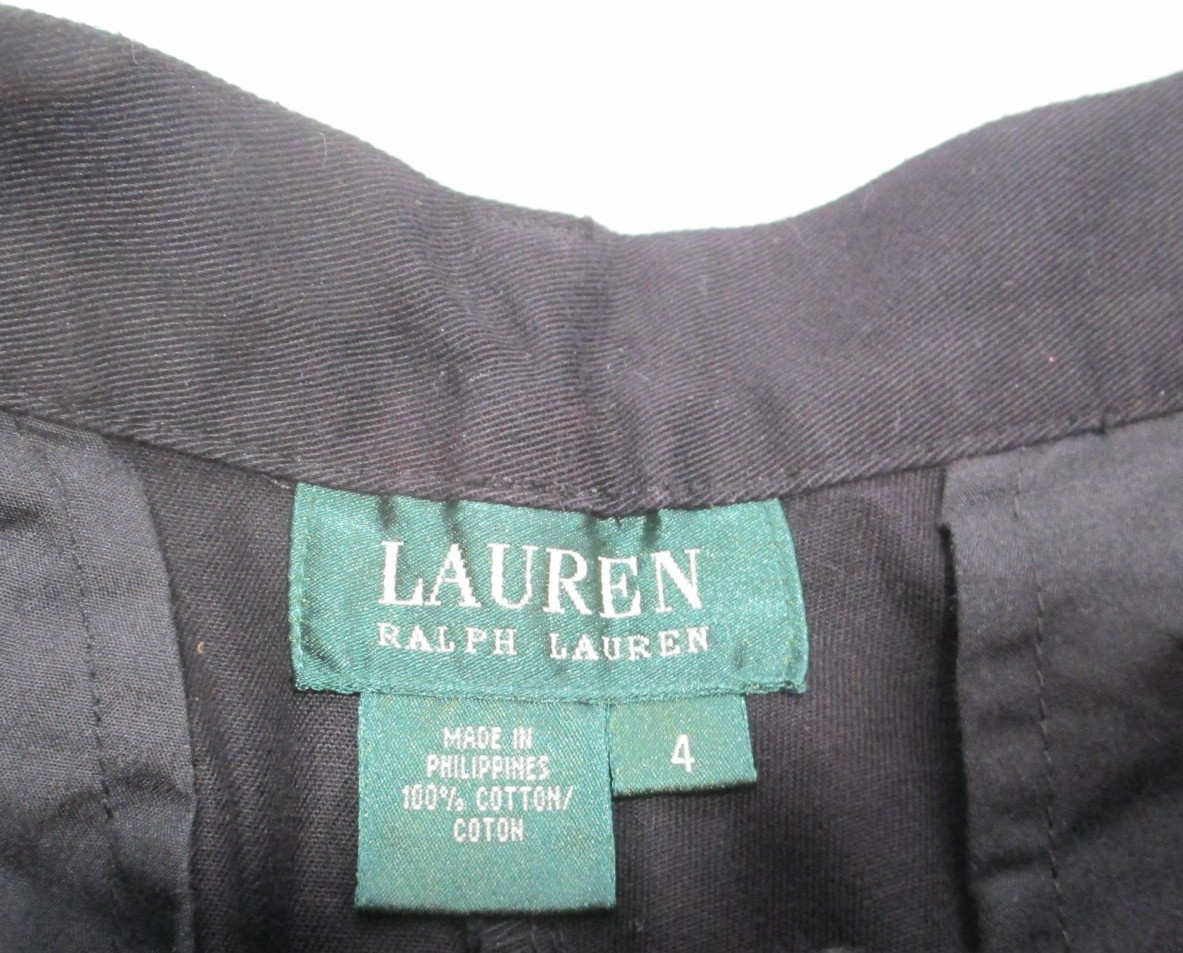 LAUREN
RALPH LAUREN
MADE IN
PHILIPPINES
100% COTTON/
COTON
4